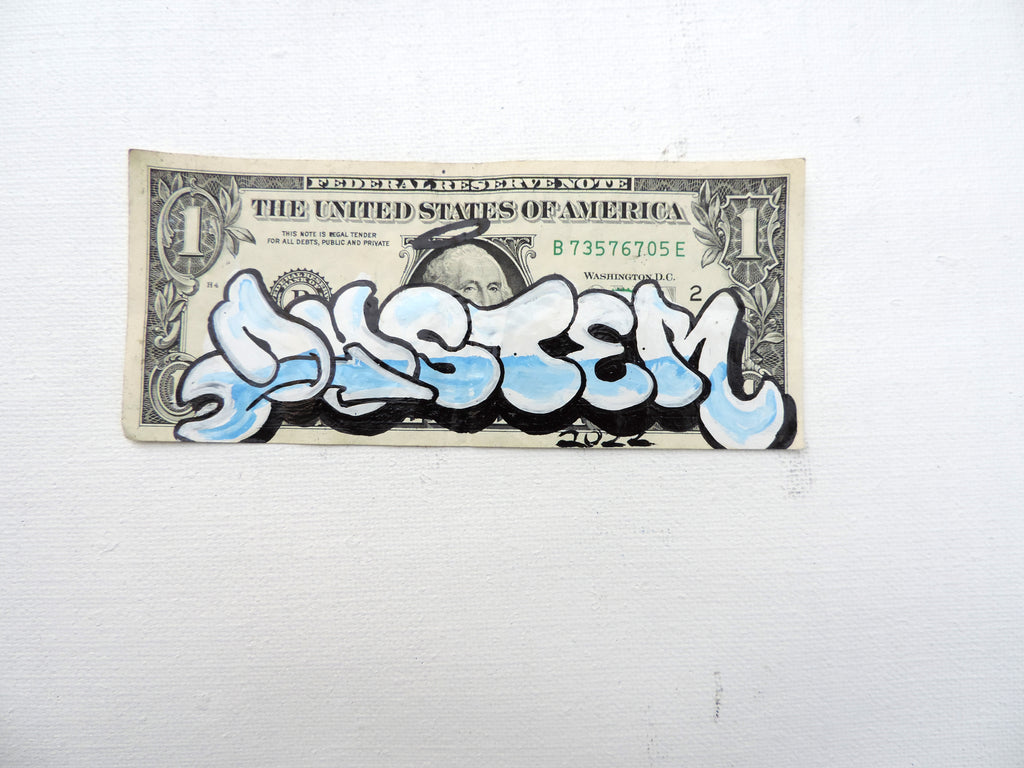 FEDERAL RESERVE NOTE
THE UNITED STATES OF AMERICA
1
1
THIS NOTE IS LEGAL TENDER
FOR ALL DEBTS, PUBLIC AND PRIVATE
B 73576705 E
WASHINGTON, D.C.
H4
B
2
SYSTEM
2022